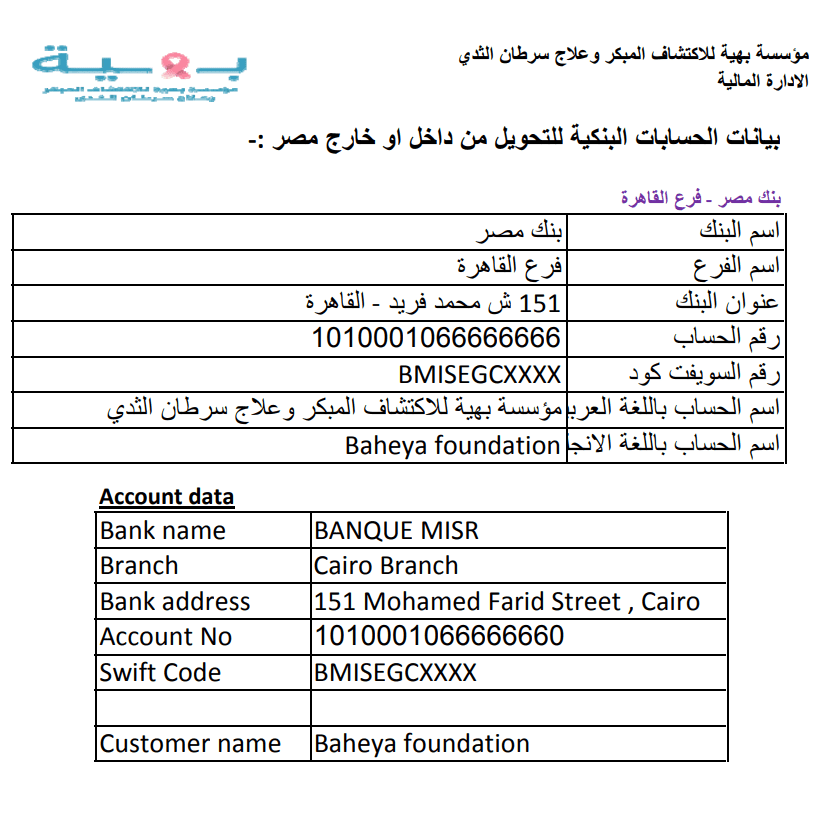 مؤسسة بهية للاكتشاف المبكر وعلاج سرطان الثدي
الادارة المالية
بهية
مؤسسة بهية للاكتشاف المبكر
وعلاج سرطان الثدي
بيانات الحسابات البنكية للتحويل من داخل او خارج مصر :-
بنك مصر - فرع القاهرة
اسم البنك بنك مصر
اسم الفرع فرع القاهرة
عنوان البنك 151 ش محمد فريد - القاهرة
رقم الحساب 1010001066666666
رقم السويفت كود BMISEGCXXXX
اسم الحساب باللغة العربي مؤسسة بهية للاكتشاف المبكر وعلاج سرطان الثدي
اسم الحساب باللغة الانجل Baheya foundation
Account data
Bank name BANQUE MISR
Branch Cairo Branch
Bank address 151 Mohamed Farid Street , Cairo
Account No 1010001066666660
Swift Code BMISEGCXXXX
Customer name Baheya foundation